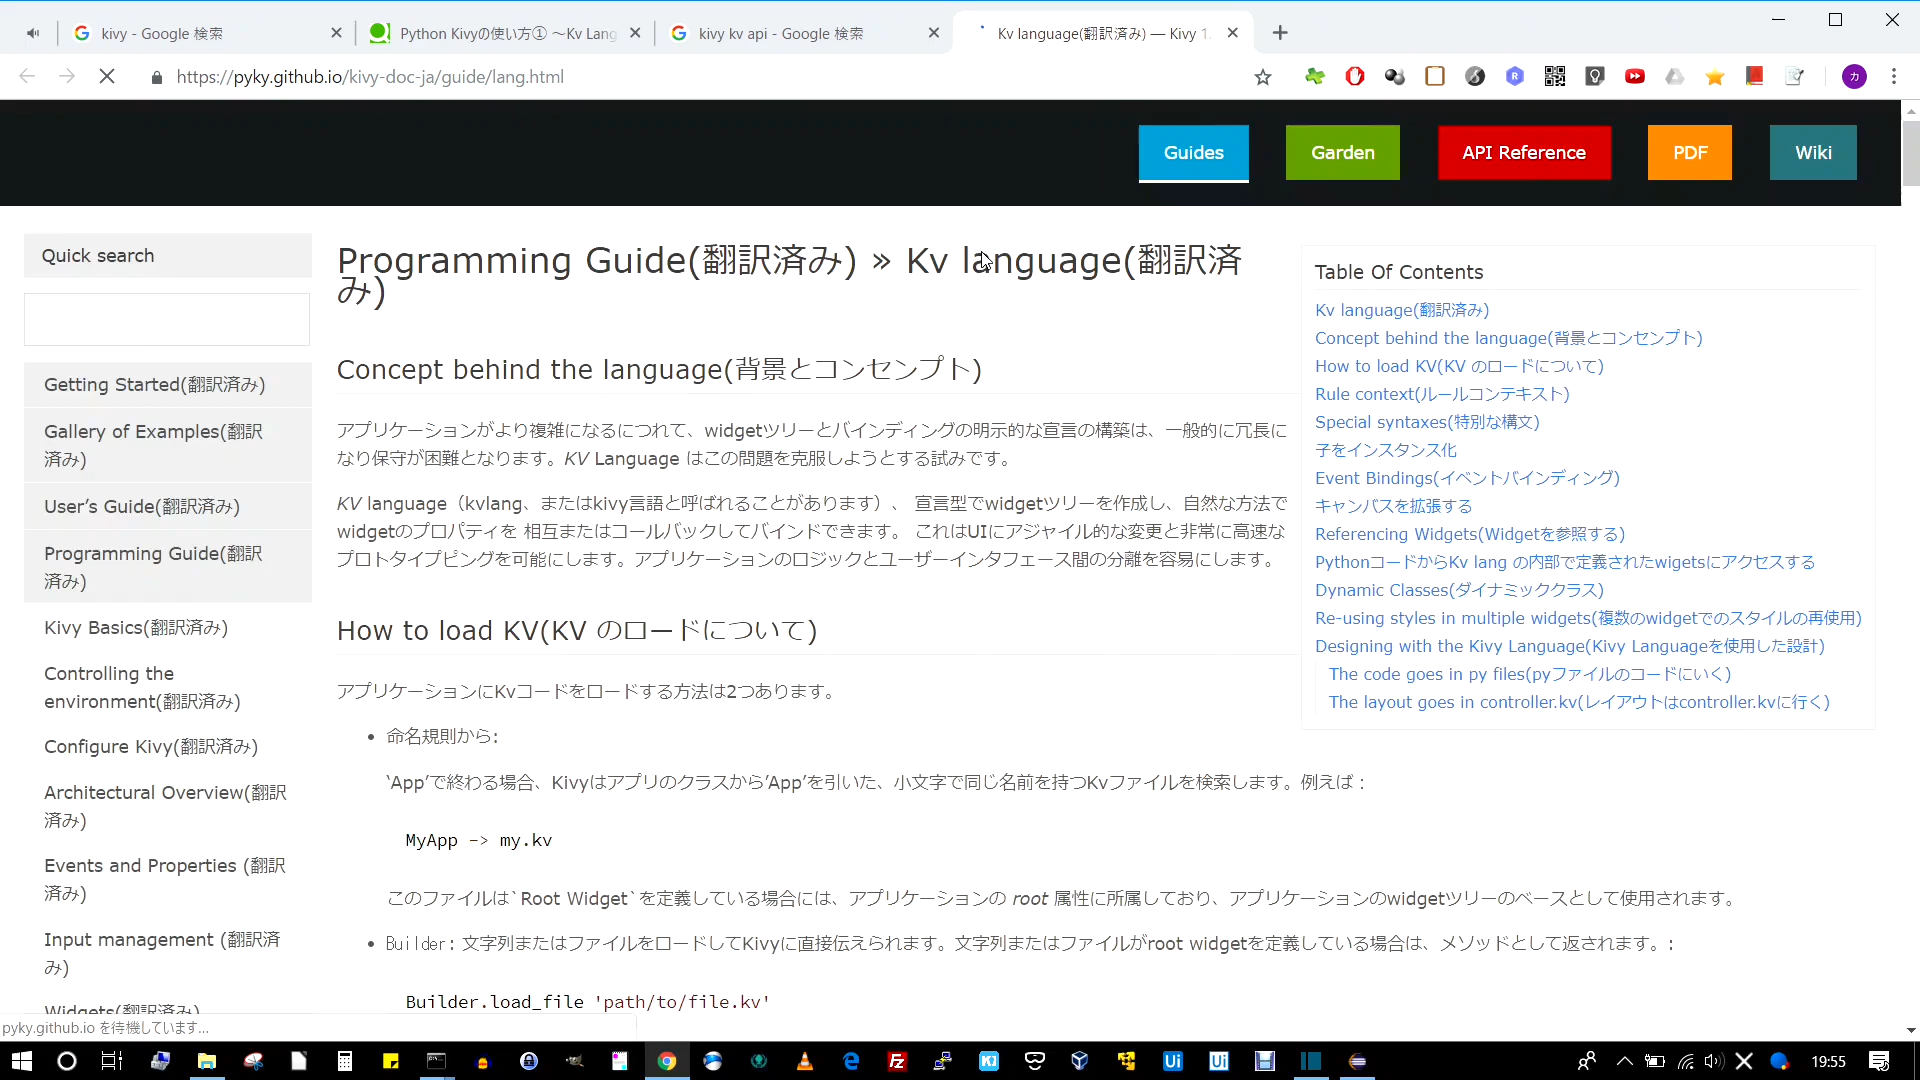 kivy - Google 検索
Python Kivyの使い方① ～Kv Lang
kivy kv api - Google 検索
Kv language(翻訳済み) — Kivy 1.
https://pyky.github.io/kivy-doc-ja/guide/lang.html
カ
Guides
Garden
API Reference
PDF
Wiki
Quick search
Getting Started(翻訳済み)
Gallery of Examples(翻訳
済み)
User’s Guide(翻訳済み)
Programming Guide(翻訳
済み)
Kivy Basics(翻訳済み)
Controlling the
environment(翻訳済み)
Configure Kivy(翻訳済み)
Architectural Overview(翻訳
済み)
Events and Properties (翻訳
済み)
Input management (翻訳済
み)
Widgets(翻訳済み)
Programming Guide(翻訳済み) » Kv language(翻訳済
み)
Concept behind the language(背景とコンセンプト)
アプリケーションがより複雑になるにつれて、widgetツリーとバインディングの明示的な宣言の構築は、一般的に冗長に
なり保守が困難となります。KV Language はこの問題を克服しようとする試みです。
KV language（kvlang、またはkivy言語と呼ばれることがあります）、 宣言型でwidgetツリーを作成し、自然な方法で
widgetのプロパティを 相互またはコールバックしてバインドできます。 これはUIにアジャイル的な変更と非常に高速な
プロトタイプピングを可能にします。アプリケーションのロジックとユーザーインタフェース間の分離を容易にします。
How to load KV(KV のロードについて)
アプリケーションにKvコードをロードする方法は2つあります。
• 命名規則から:
‘App’で終わる場合、Kivyはアプリのクラスから’App’を引いた、小文字で同じ名前を持つKvファイルを検索します。例えば：
MyApp -> my.kv
このファイルは`Root Widget`を定義している場合には、アプリケーションの root 属性に所属しており、アプリケーションのwidgetツリーのベースとして使用されます。
• Builder: 文字列またはファイルをロードしてKivyに直接伝えられます。文字列またはファイルがroot widgetを定義している場合は、メソッドとして返されます。:
Builder.load_file 'path/to/file.kv'
Table Of Contents
Kv language(翻訳済み)
Concept behind the language(背景とコンセンプト)
How to load KV(KV のロードについて)
Rule context(ルールコンテキスト)
Special syntaxes(特別な構文)
子をインスタンス化
Event Bindings(イベントバインディング)
キャンバスを拡張する
Referencing Widgets(Widgetを参照する)
PythonコードからKv lang の内部で定義されたwigetsにアクセスする
Dynamic Classes(ダイナミッククラス)
Re-using styles in multiple widgets(複数のwidgetでのスタイルの再使用)
Designing with the Kivy Language(Kivy Languageを使用した設計)
The code goes in py files(pyファイルのコードにいく)
The layout goes in controller.kv(レイアウトはcontroller.kvに行く)
pyky.github.io を待機しています...
19:55